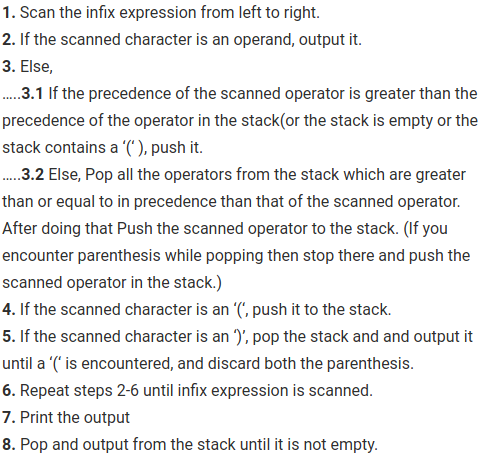 1. Scan the infix expression from left to right.
2. If the scanned character is an operand, output it.
3. Else,
…..3.1 If the precedence of the scanned operator is greater than the
precedence of the operator in the stack(or the stack is empty or the
stack contains a ‘(‘ ), push it.
…..3.2 Else, Pop all the operators from the stack which are greater
than or equal to in precedence than that of the scanned operator.
After doing that Push the scanned operator to the stack. (If you
encounter parenthesis while popping then stop there and push the
scanned operator in the stack.)
4. If the scanned character is an ‘(‘, push it to the stack.
5. If the scanned character is an ‘)’, pop the stack and and output it
until a ‘(‘ is encountered, and discard both the parenthesis.
6. Repeat steps 2-6 until infix expression is scanned.
7. Print the output
8. Pop and output from the stack until it is not empty.